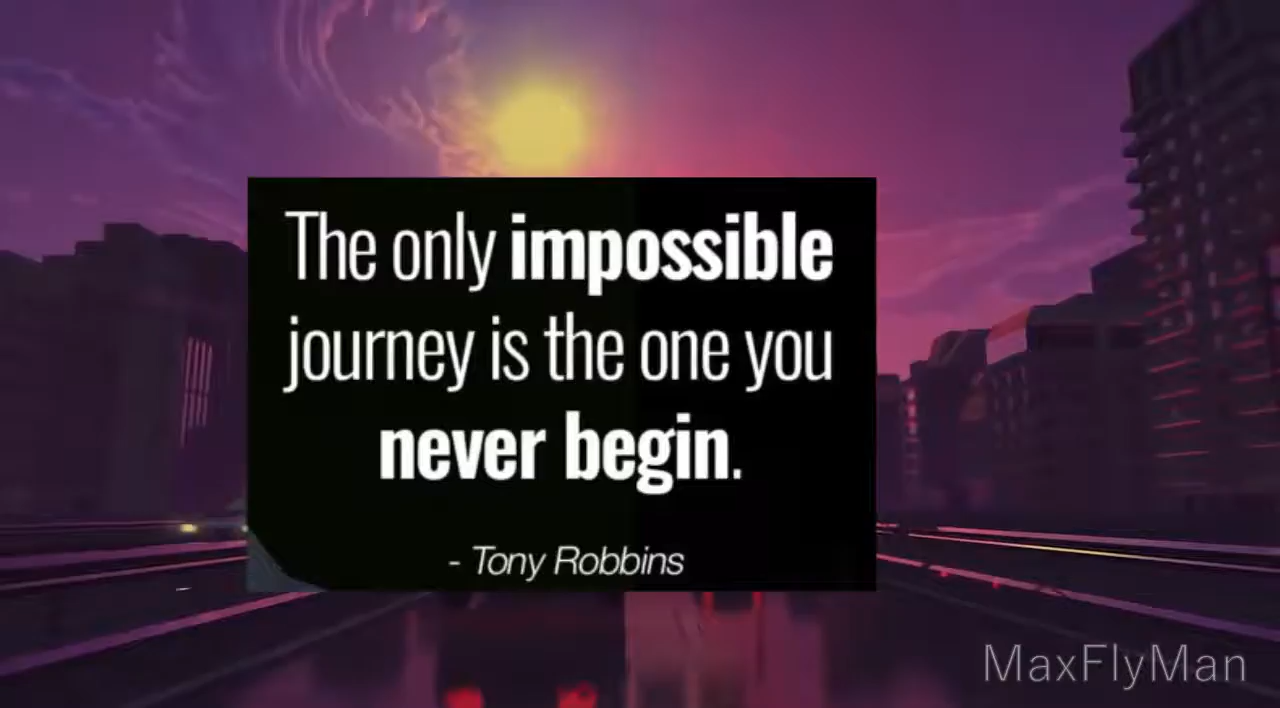 The only impossible
journey is the one you
never begin.
- Tony Robbins
MaxFlyMan